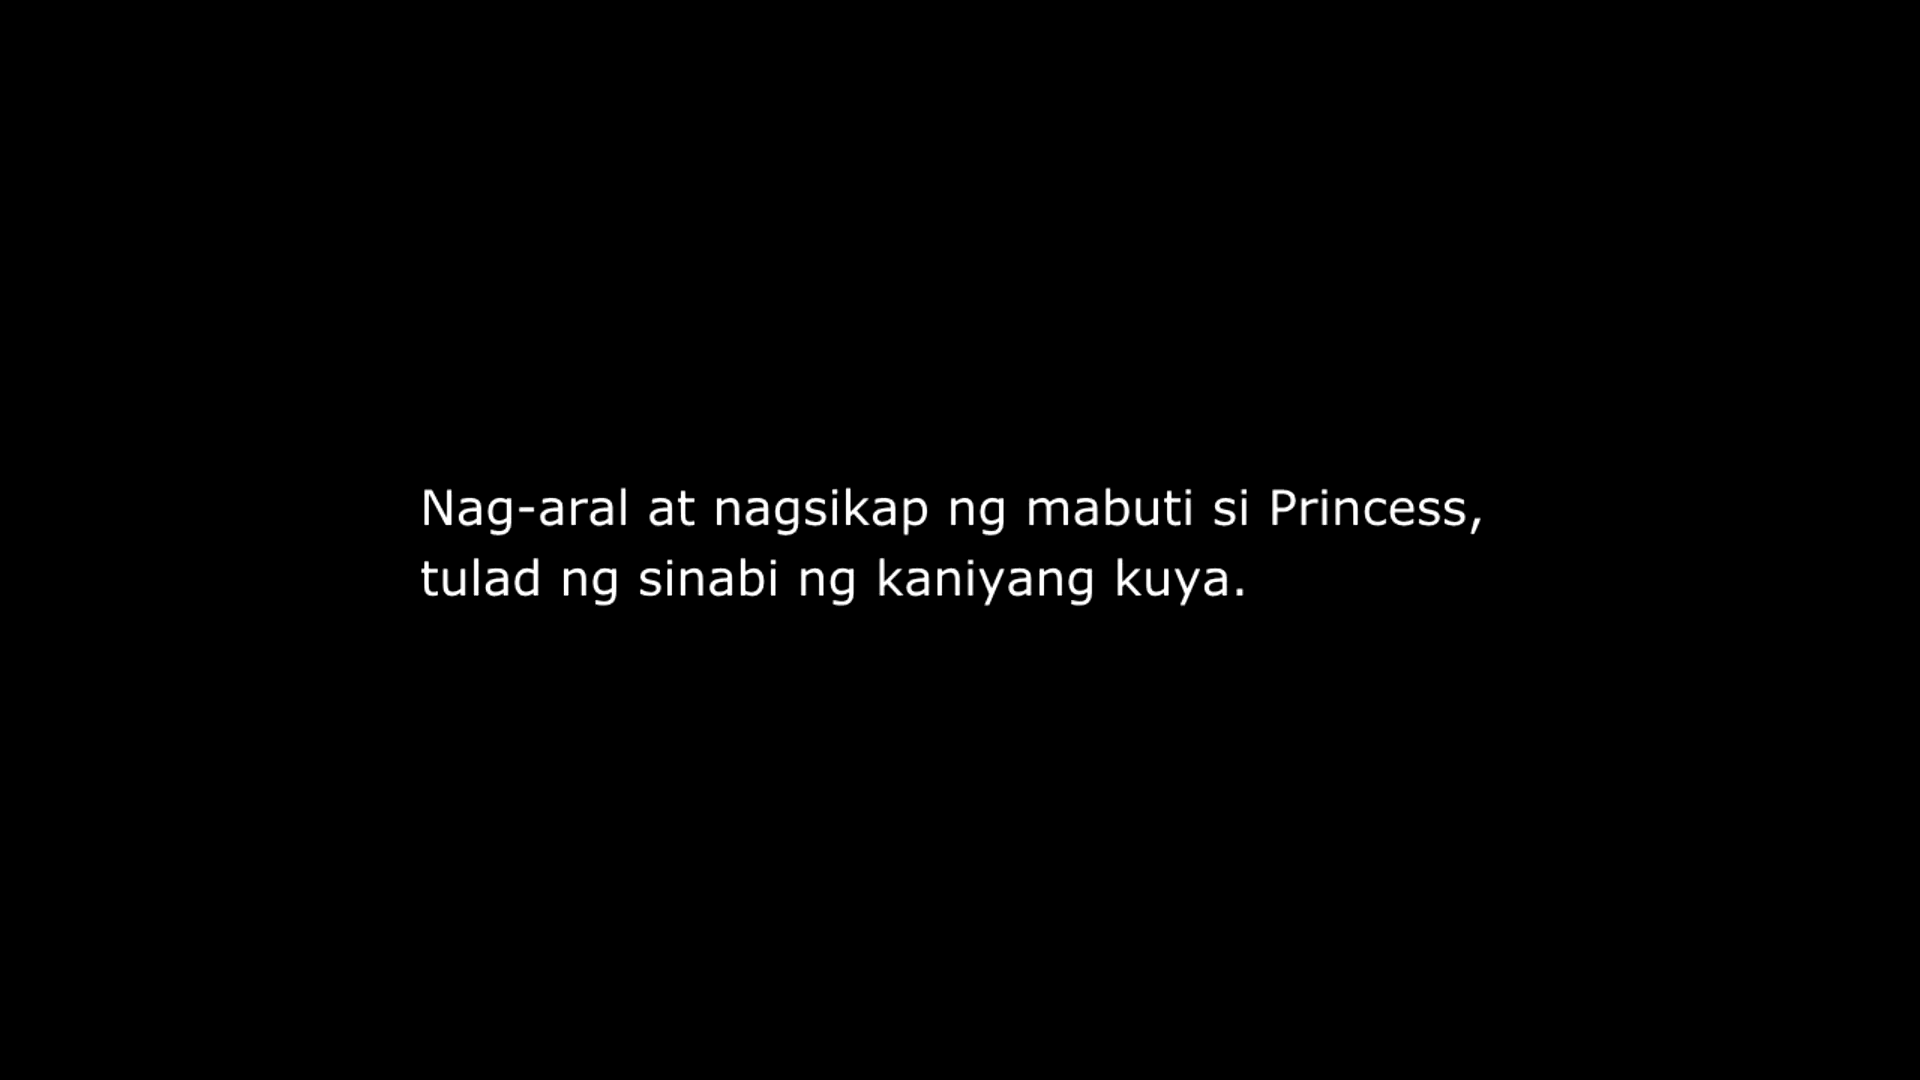 Nag-aral at nagsikap ng mabuti si Princess,
tulad ng sinabi ng kaniyang kuya.